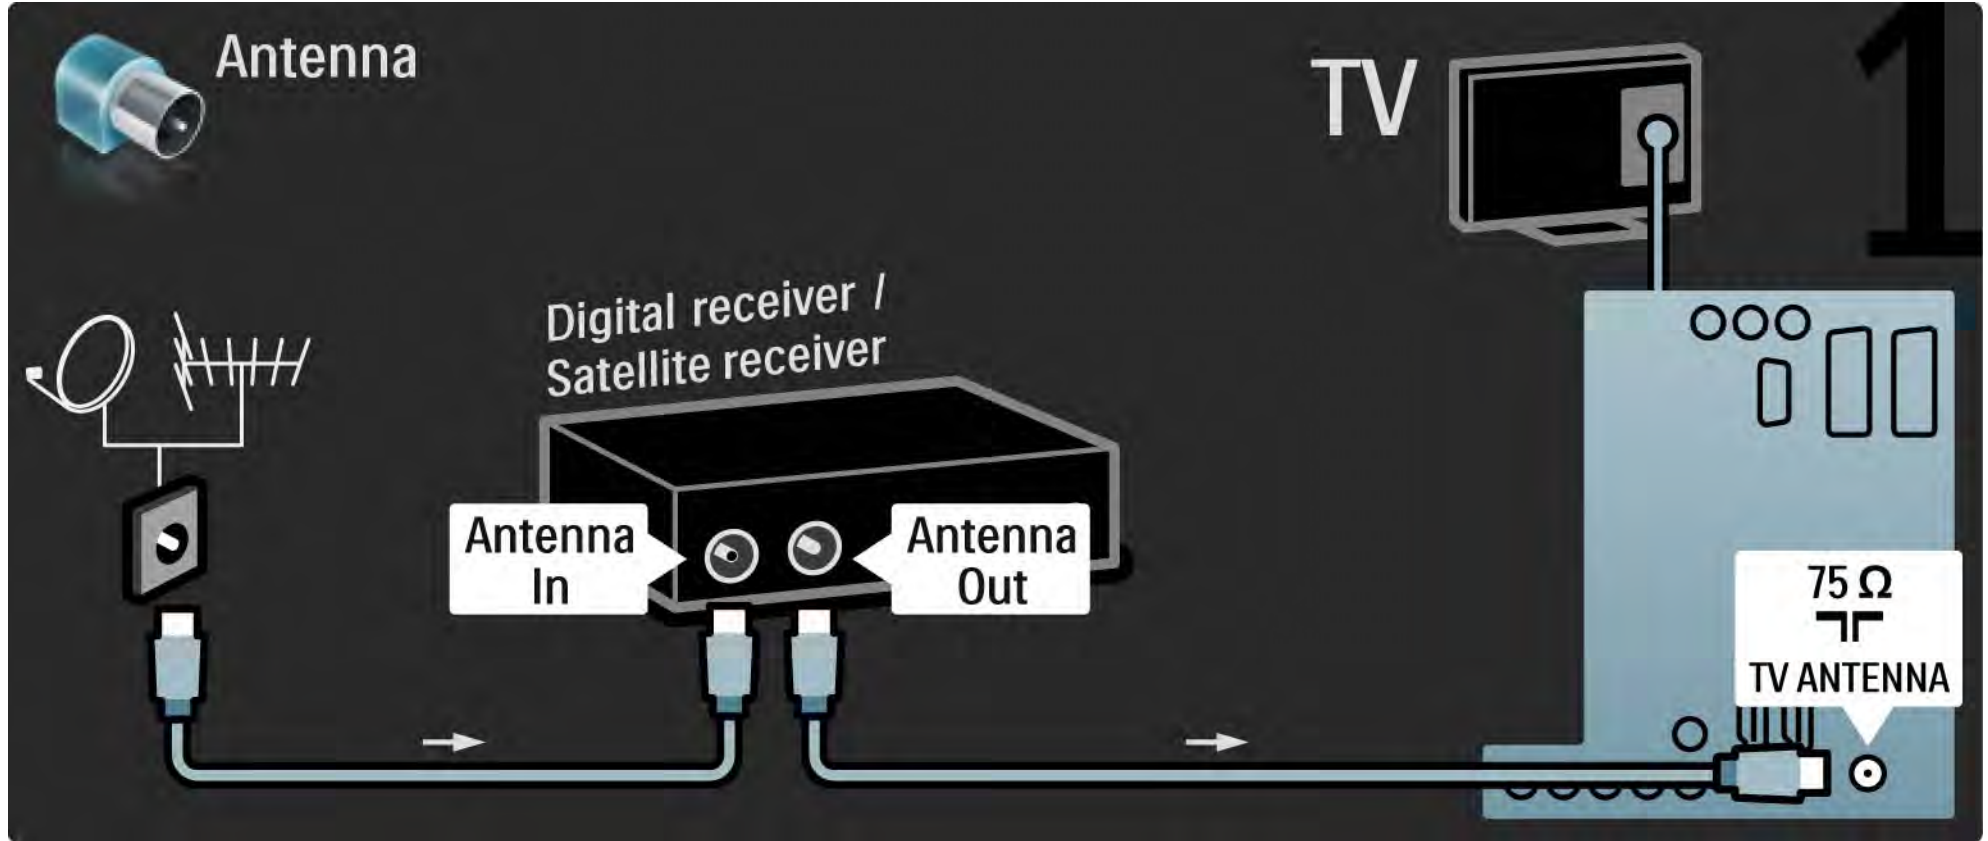 Antenna
TV
1
Digital receiver /
Satellite receiver
Antenna
In
Antenna
Out
75 Ω
TV ANTENNA